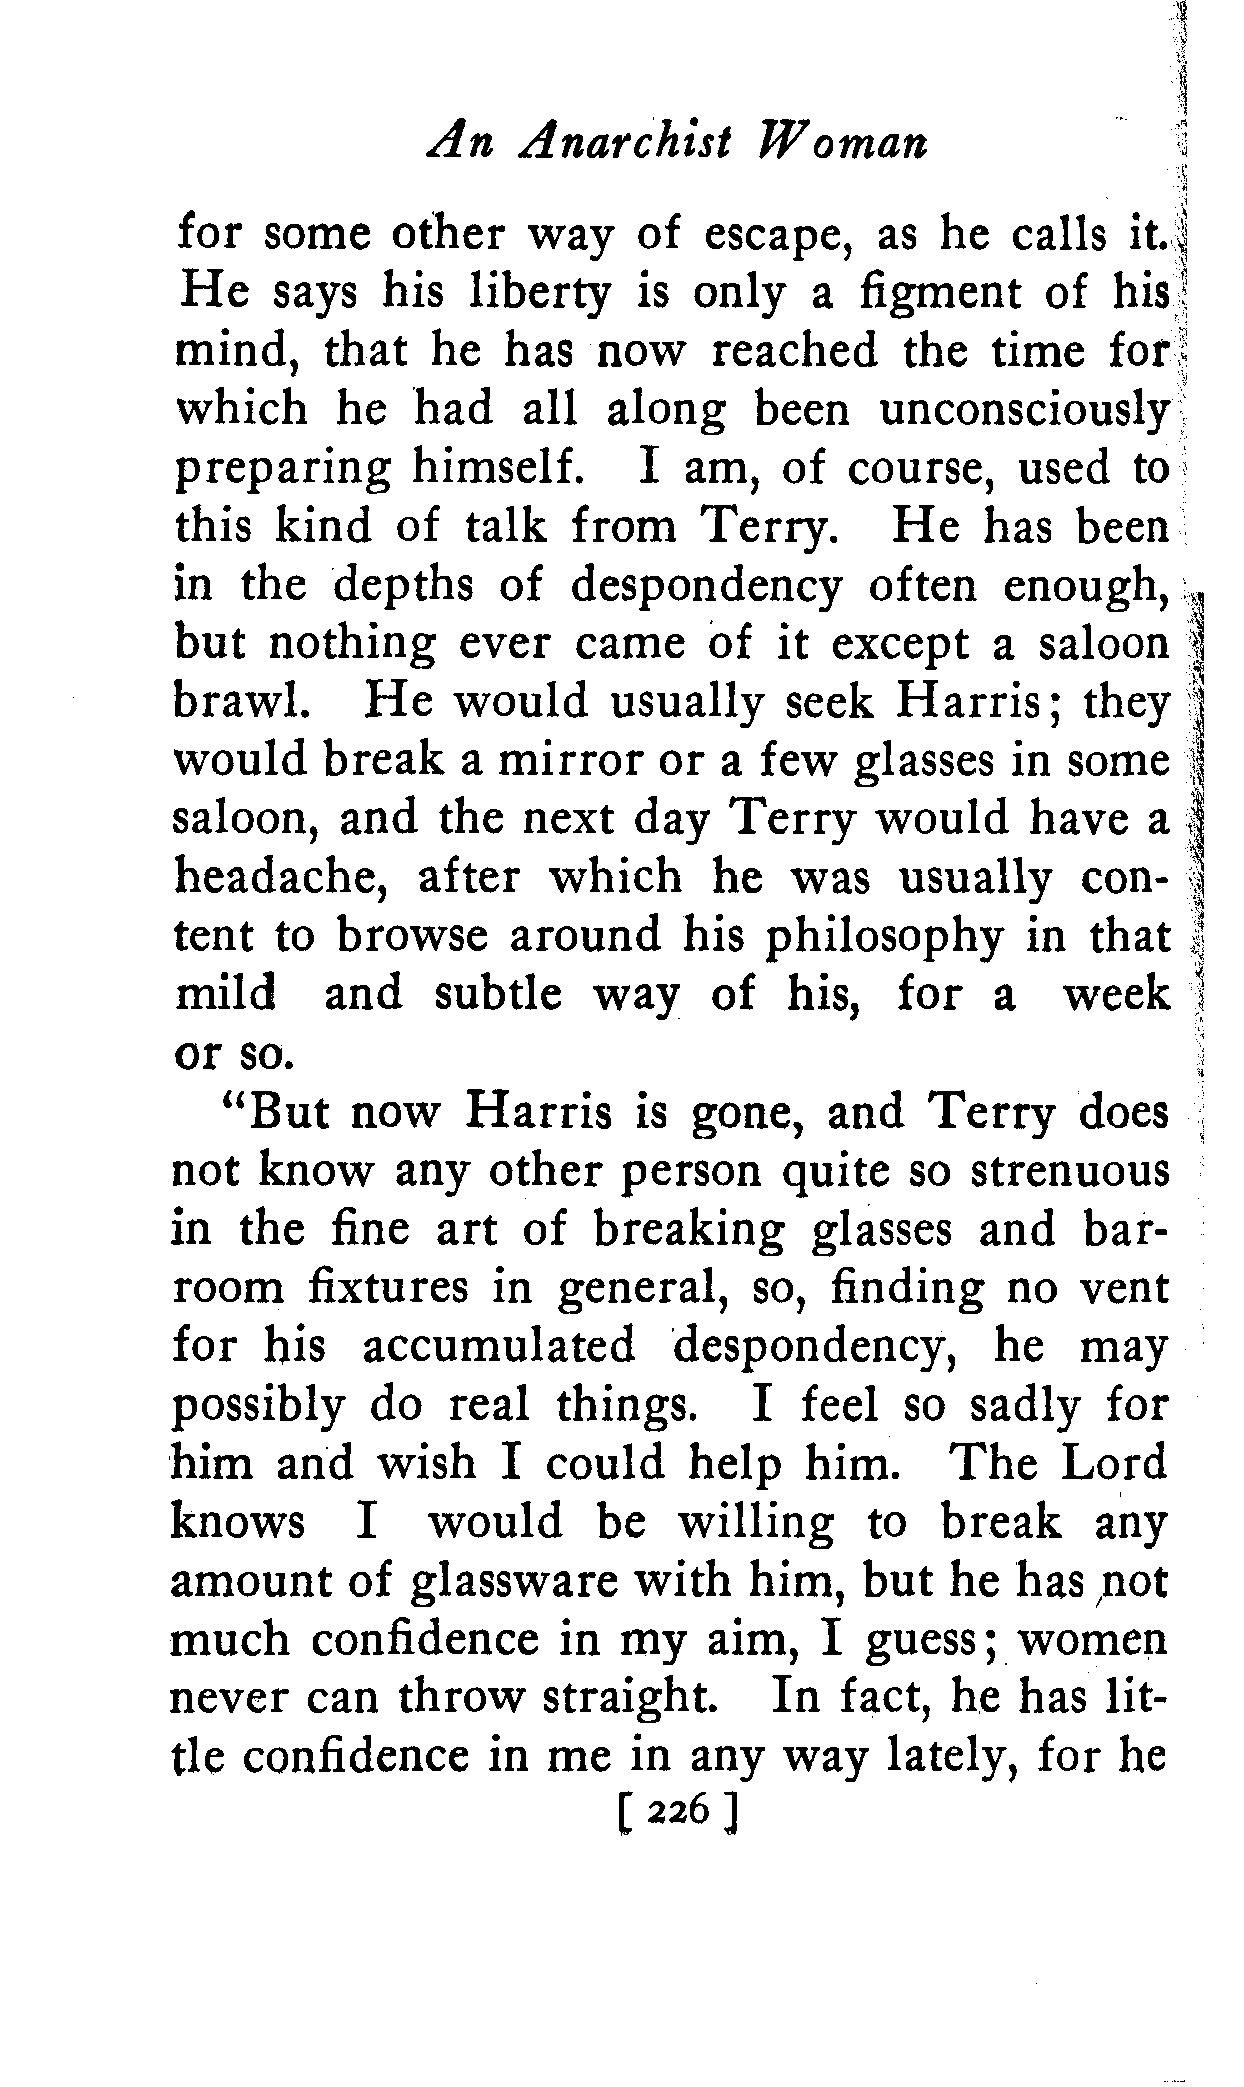 An Anarchist Woman
for some other way of escape, as he calls it.
He says his liberty is only a figment of his
mind, that he has now reached the time for
which he had all along been unconsciously
preparing himself. I am, of course, used to
this kind of talk from Terry. He has been
in the depths of despondency often enough,
but nothing ever came of it except a saloon
brawl. He would usually seek Harris; they
would break a mirror or a few glasses in some
saloon, and the next day Terry would have a
headache, after which he was usually con-
tent to browse around his philosophy in that
mild and subtle way of his, for a week
or so.
"But now Harris is gone, and Terry does
not know any other person quite so strenuous
in the fine art of breaking glasses and bar-
room fixtures in general, so, finding no vent
for his accumulated despondency, he may
possibly do real things. I feel so sadly for
him and wish I could help him. The Lord
knows I would be willing to break any
amount of glassware with him, but he has not
much confidence in my aim, I guess; women
never can throw straight. In fact, he has lit-
tle confidence in me in any way lately, for he
[ 226 ]